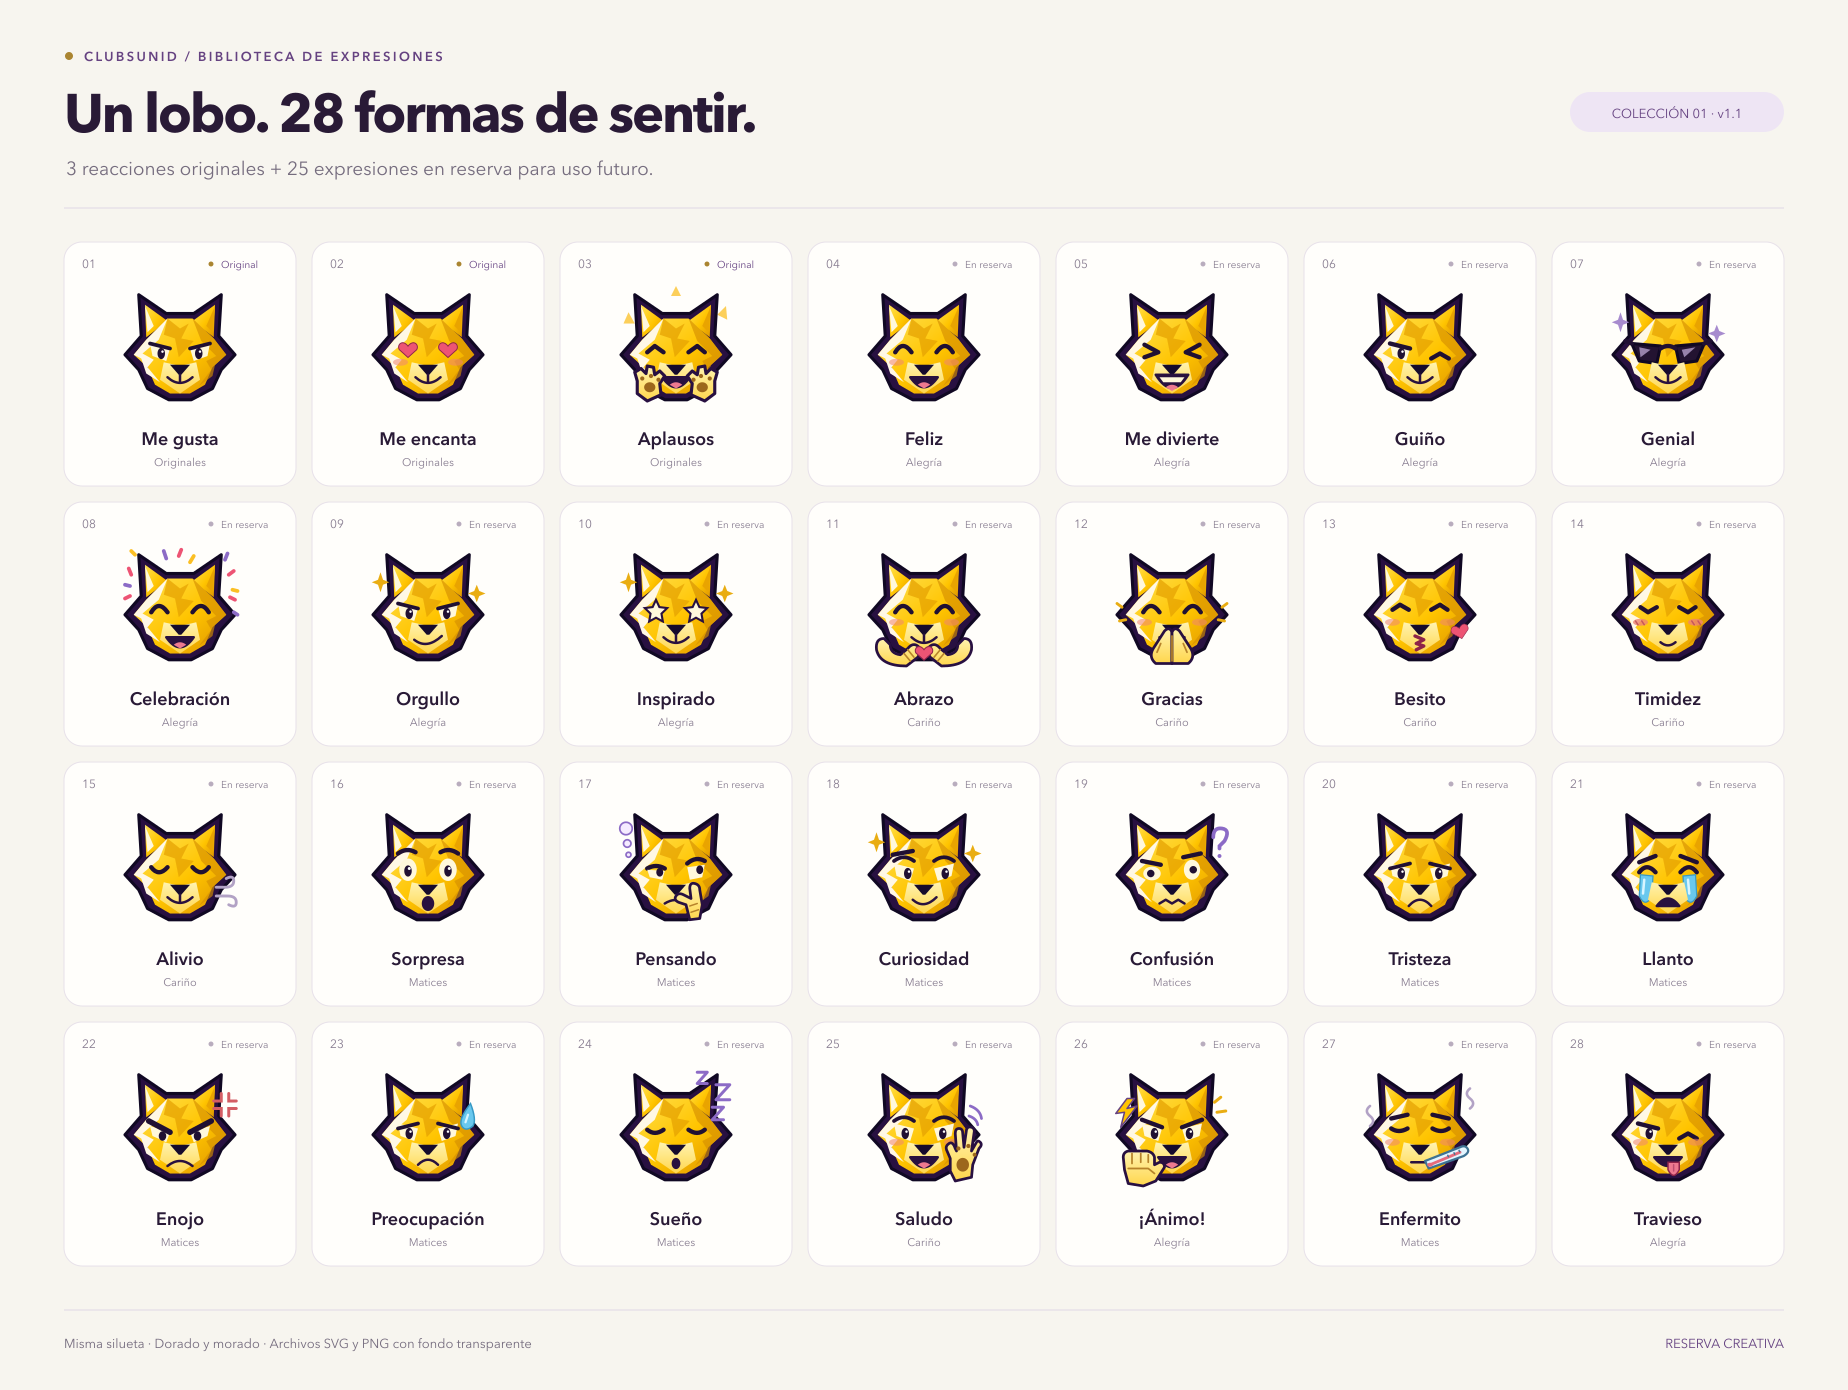 CLUBSUNID / BIBLIOTECA DE EXPRESIONES
Un lobo. 28 formas de sentir.
COLECCIÓN 01 · v1.1
3 reacciones originales + 25 expresiones en reserva para uso futuro.
01 Original
Me gusta
Originales
02 Original
Me encanta
Originales
03 Original
Aplausos
Originales
04 En reserva
Feliz
Alegría
05 En reserva
Me divierte
Alegría
06 En reserva
Guiño
Alegría
07 En reserva
Genial
Alegría
08 En reserva
Celebración
Alegría
09 En reserva
Orgullo
Alegría
10 En reserva
Inspirado
Alegría
11 En reserva
Abrazo
Cariño
12 En reserva
Gracias
Cariño
13 En reserva
Besito
Cariño
14 En reserva
Timidez
Cariño
15 En reserva
Alivio
Cariño
16 En reserva
Sorpresa
Matices
17 En reserva
Pensando
Matices
18 En reserva
Curiosidad
Matices
19 En reserva
?
Confusión
Matices
20 En reserva
Tristeza
Matices
21 En reserva
Llanto
Matices
22 En reserva
Enojo
Matices
23 En reserva
Preocupación
Matices
24 En reserva
Z
Z
Z
Sueño
Matices
25 En reserva
Saludo
Cariño
26 En reserva
¡Ánimo!
Alegría
27 En reserva
Enfermito
Matices
28 En reserva
Travieso
Alegría
Misma silueta · Dorado y morado · Archivos SVG y PNG con fondo transparente
RESERVA CREATIVA